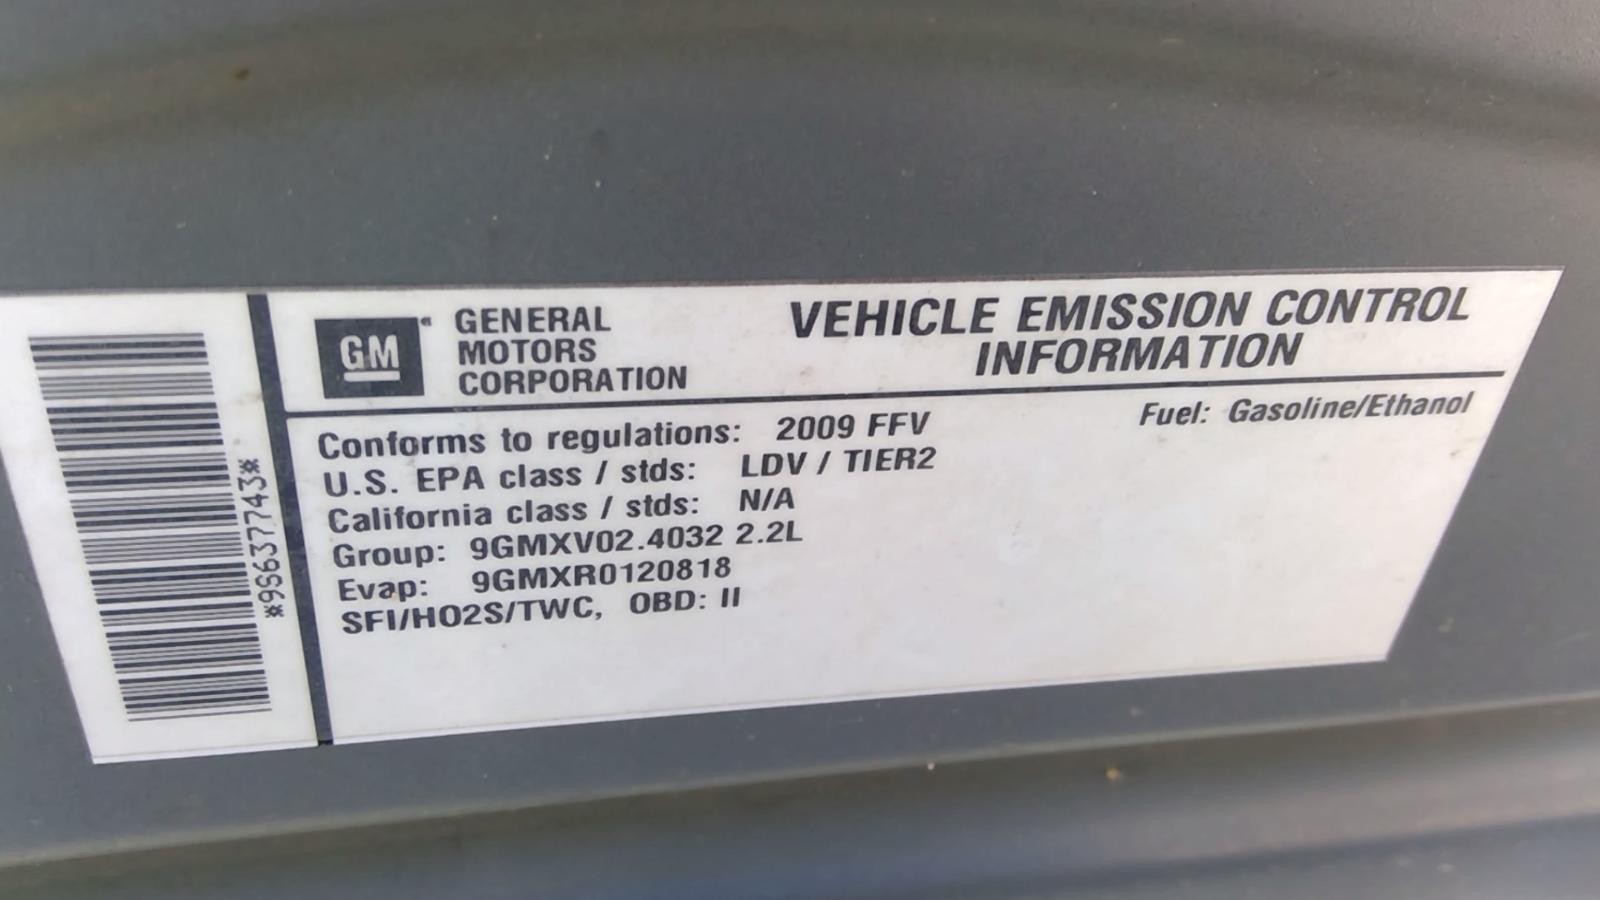 *9S637743*
GM
GENERAL
MOTORS
CORPORATION
VEHICLE EMISSION CONTROL
INFORMATION
Conforms to regulations: 2009 FFV
Fuel: Gasoline/Ethanol
U.S. EPA class / stds: LDV / TIER2
California class / stds: N/A
Group: 9GMXV02.4032 2.2L
Evap: 9GMXR0120818
SFI/HO2S/TWC, OBD: II